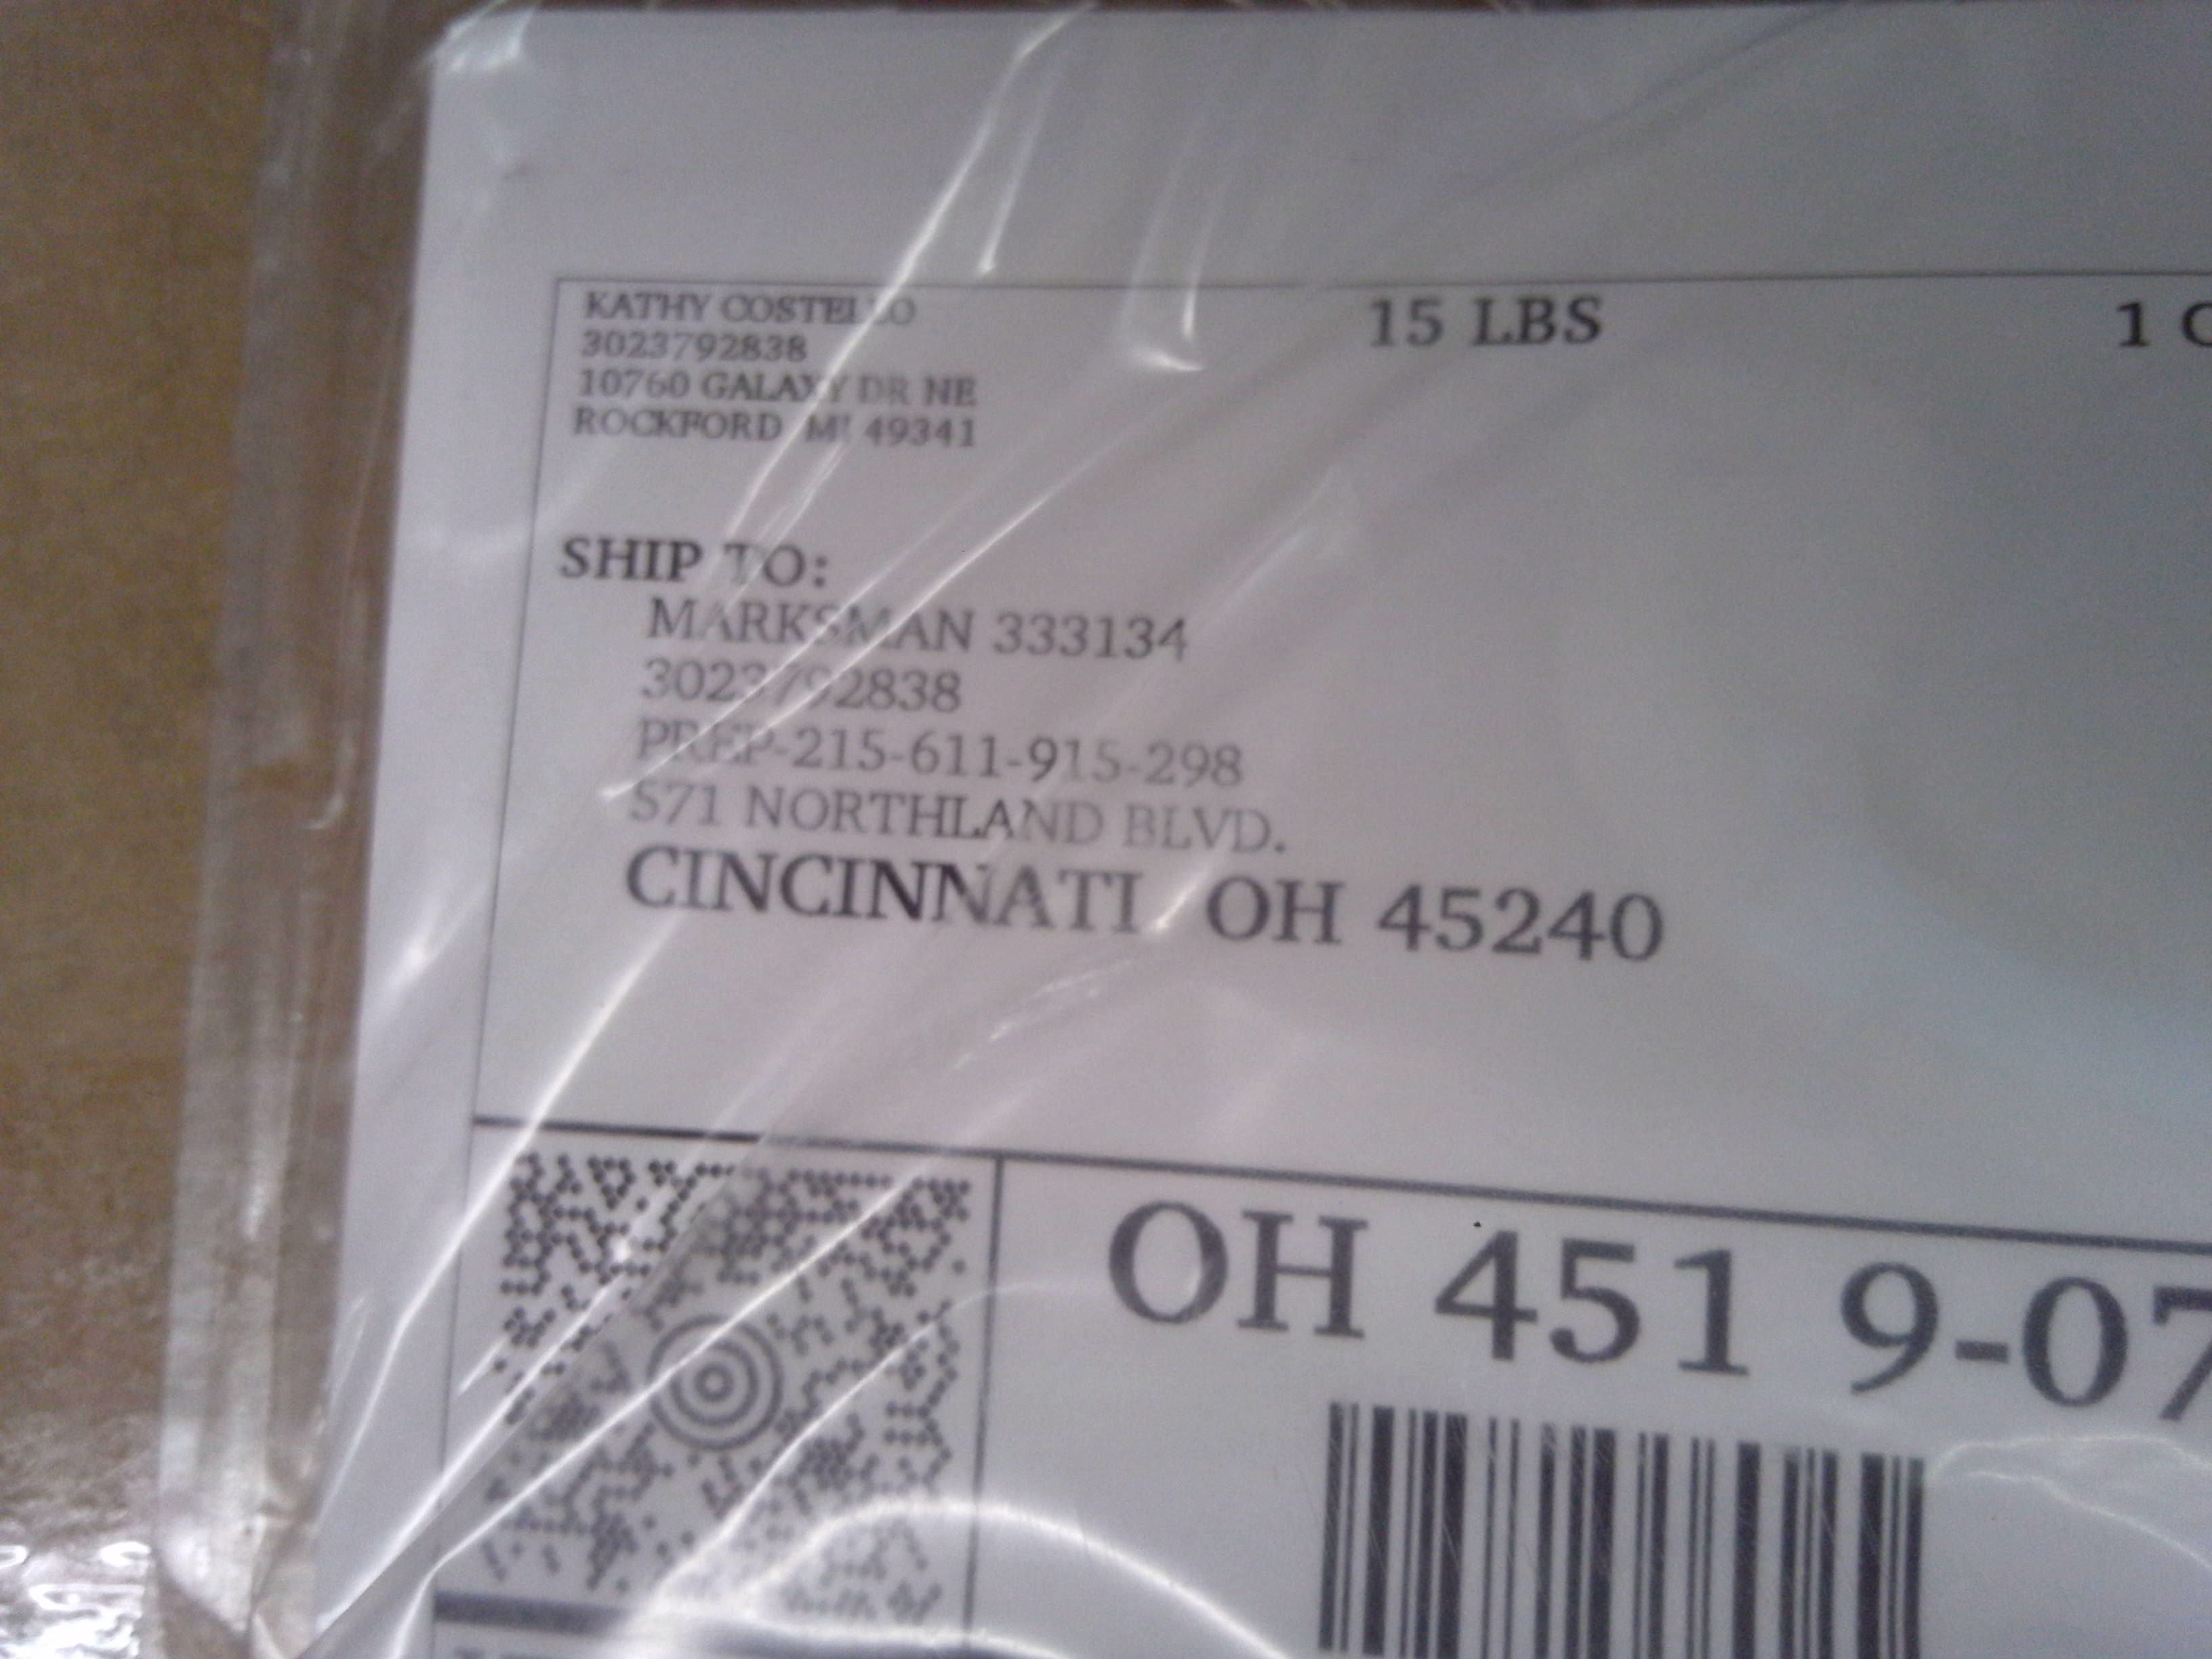 KATHY COSTELLO
3023792838
10760 GALAXY DR NE
ROCKFORD MI 49341
15 LBS
1
SHIP TO:
MARKSMAN 333134
3023792838
PREP-215-611-915-298
571 NORTHLAND BLVD.
CINCINNATI OH 45240
OH 451 9-07